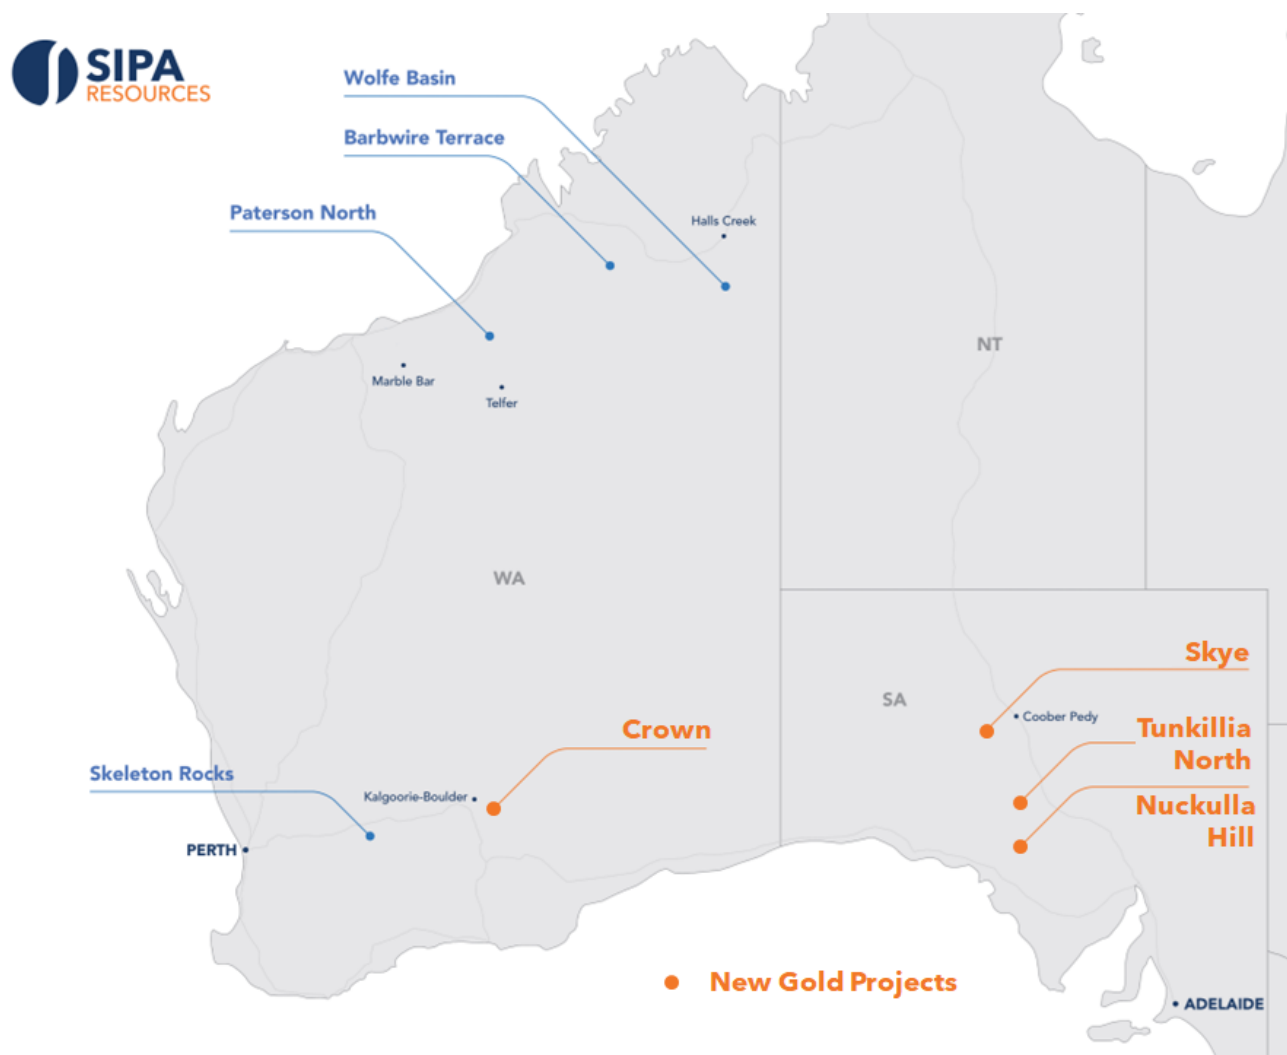 SIPA
RESOURCES
Wolfe Basin
Barbwire Terrace
Paterson North
Halls Creek
Marble Bar
Telfer
NT
WA
Skye
SA
Coober Pedy
Crown
Tunkillia
North
Skeleton Rocks
Kalgoorie-Boulder
Nuckulla
Hill
PERTH
New Gold Projects
ADELAIDE